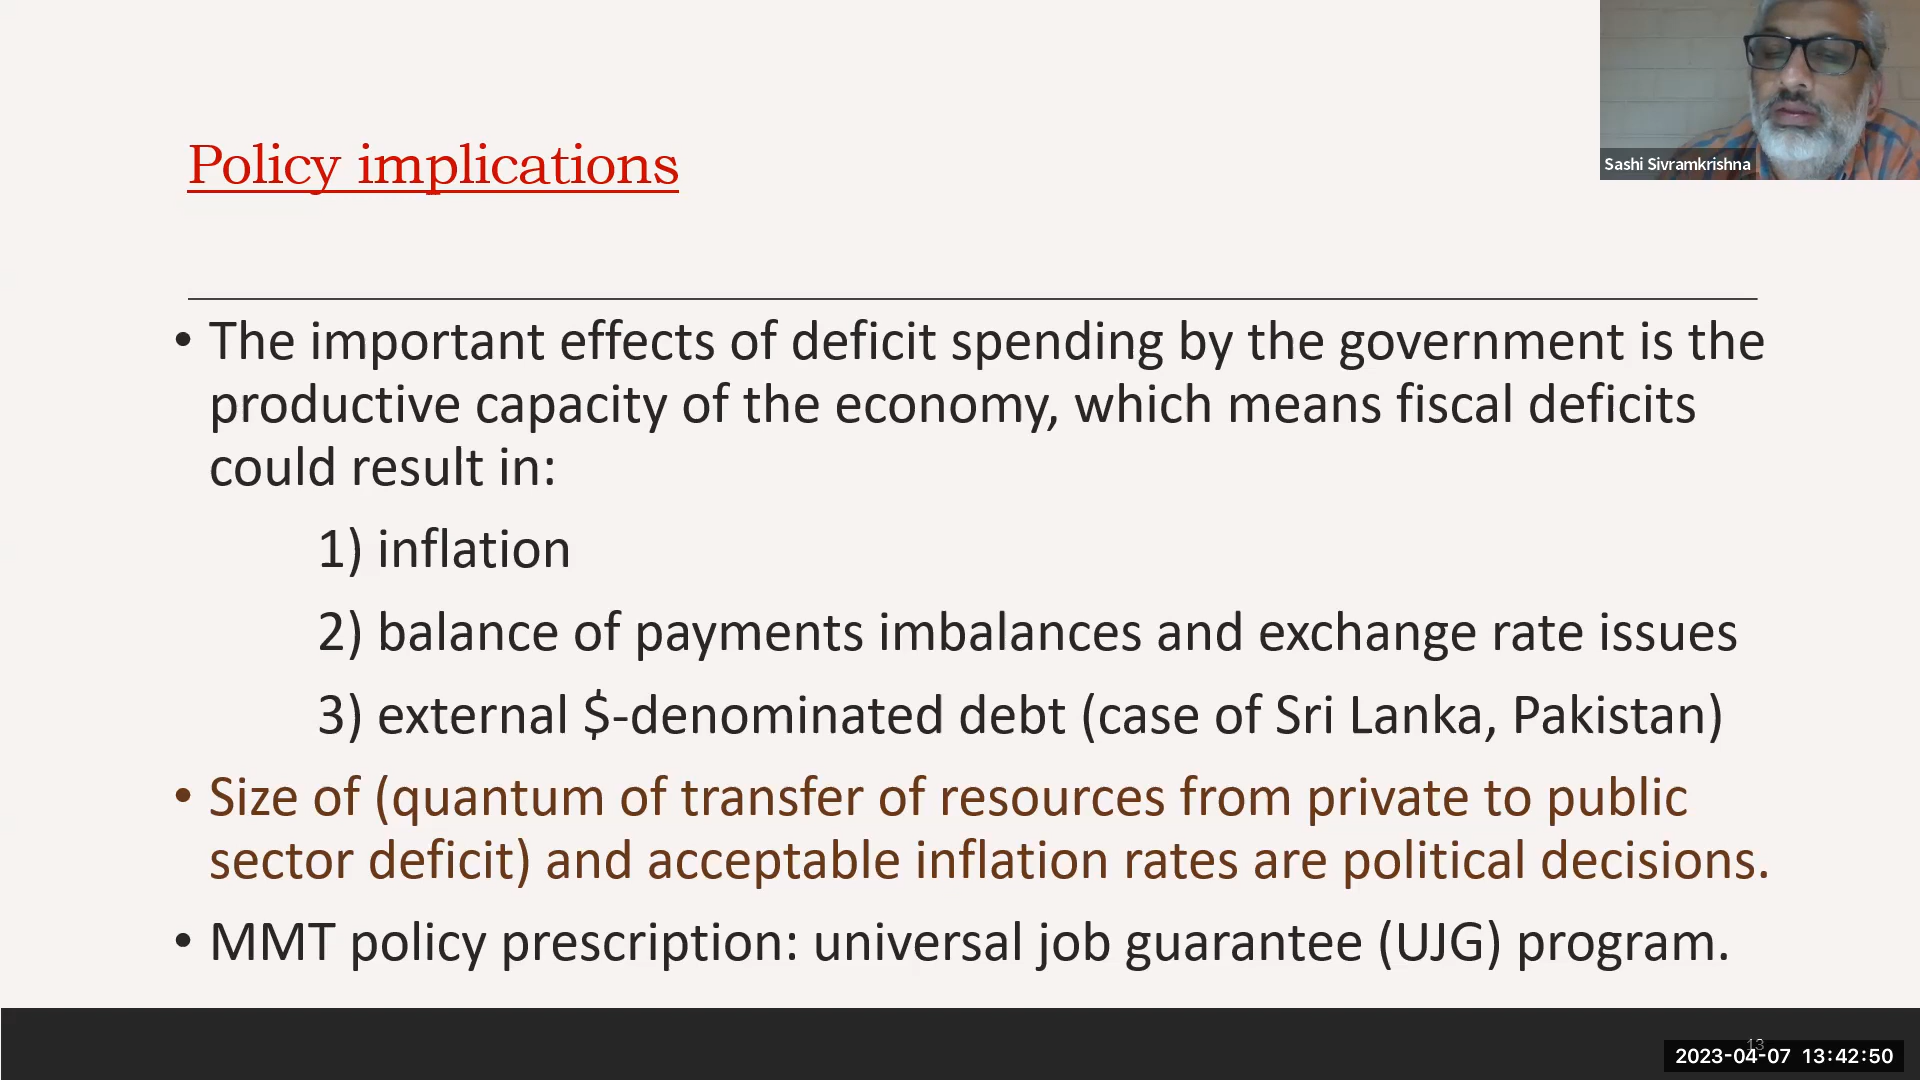 Sashi Sivramkrishna
Policy implications
• The important effects of deficit spending by the government is the
productive capacity of the economy, which means fiscal deficits
could result in:
1) inflation
2) balance of payments imbalances and exchange rate issues
3) external $-denominated debt (case of Sri Lanka, Pakistan)
• Size of (quantum of transfer of resources from private to public
sector deficit) and acceptable inflation rates are political decisions.
• MMT policy prescription: universal job guarantee (UJG) program.
13
2023-04-07 13:42:50